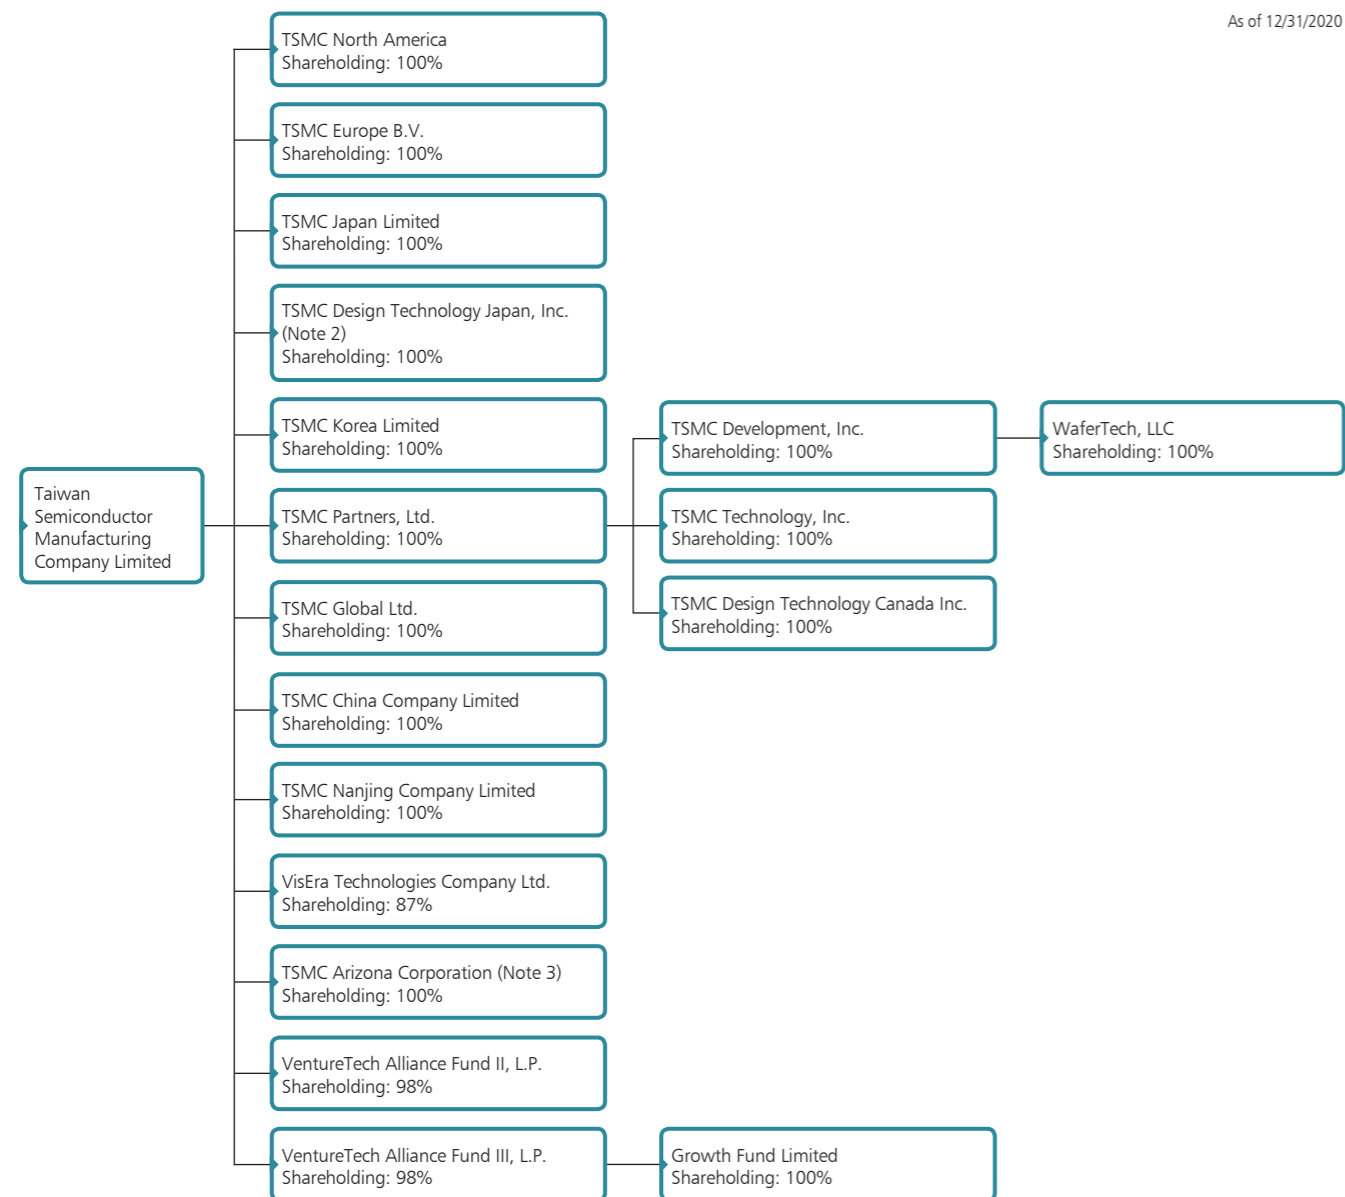 As of 12/31/2020
TSMC North America
Shareholding: 100%
TSMC Europe B.V.
Shareholding: 100%
TSMC Japan Limited
Shareholding: 100%
TSMC Design Technology Japan, Inc.
(Note 2)
Shareholding: 100%
TSMC Korea Limited
Shareholding: 100%
TSMC Development, Inc.
Shareholding: 100%
WaferTech, LLC
Shareholding: 100%
Taiwan
Semiconductor
Manufacturing
Company Limited
TSMC Partners, Ltd.
Shareholding: 100%
TSMC Technology, Inc.
Shareholding: 100%
TSMC Global Ltd.
Shareholding: 100%
TSMC Design Technology Canada Inc.
Shareholding: 100%
TSMC China Company Limited
Shareholding: 100%
TSMC Nanjing Company Limited
Shareholding: 100%
VisEra Technologies Company Ltd.
Shareholding: 87%
TSMC Arizona Corporation (Note 3)
Shareholding: 100%
VentureTech Alliance Fund II, L.P.
Shareholding: 98%
VentureTech Alliance Fund III, L.P.
Shareholding: 98%
Growth Fund Limited
Shareholding: 100%